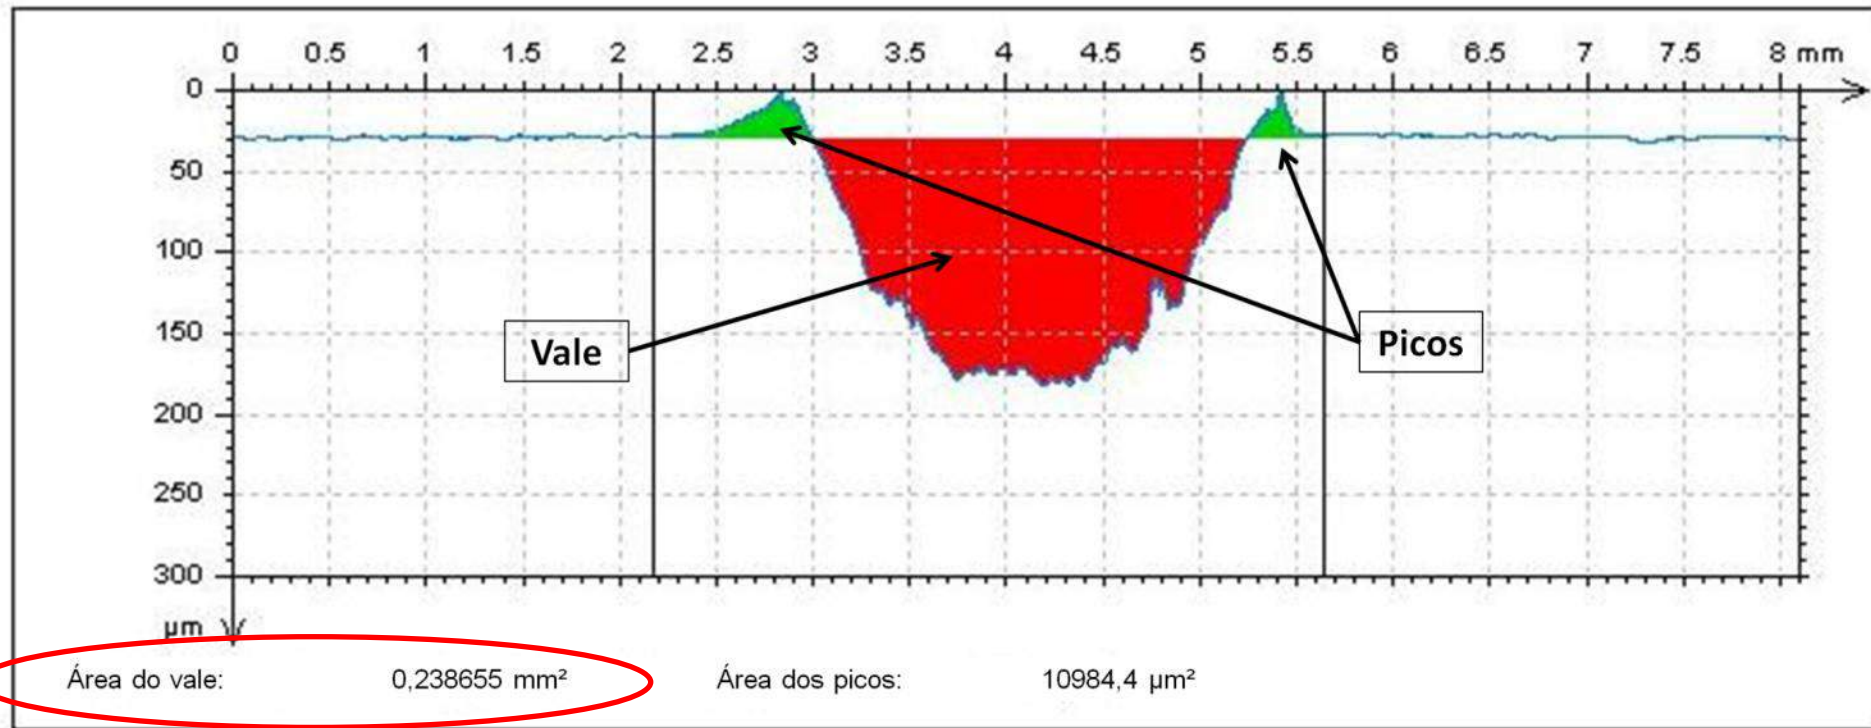 0 0.5 1 1.5 2 2.5 3 3.5 4 4.5 5 5.5 6 6.5 7 7.5 8 mm
0
50
100
150
200
250
300
µm
Vale
Picos
Área do vale: 0,238655 mm² Área dos picos: 10984,4 µm²